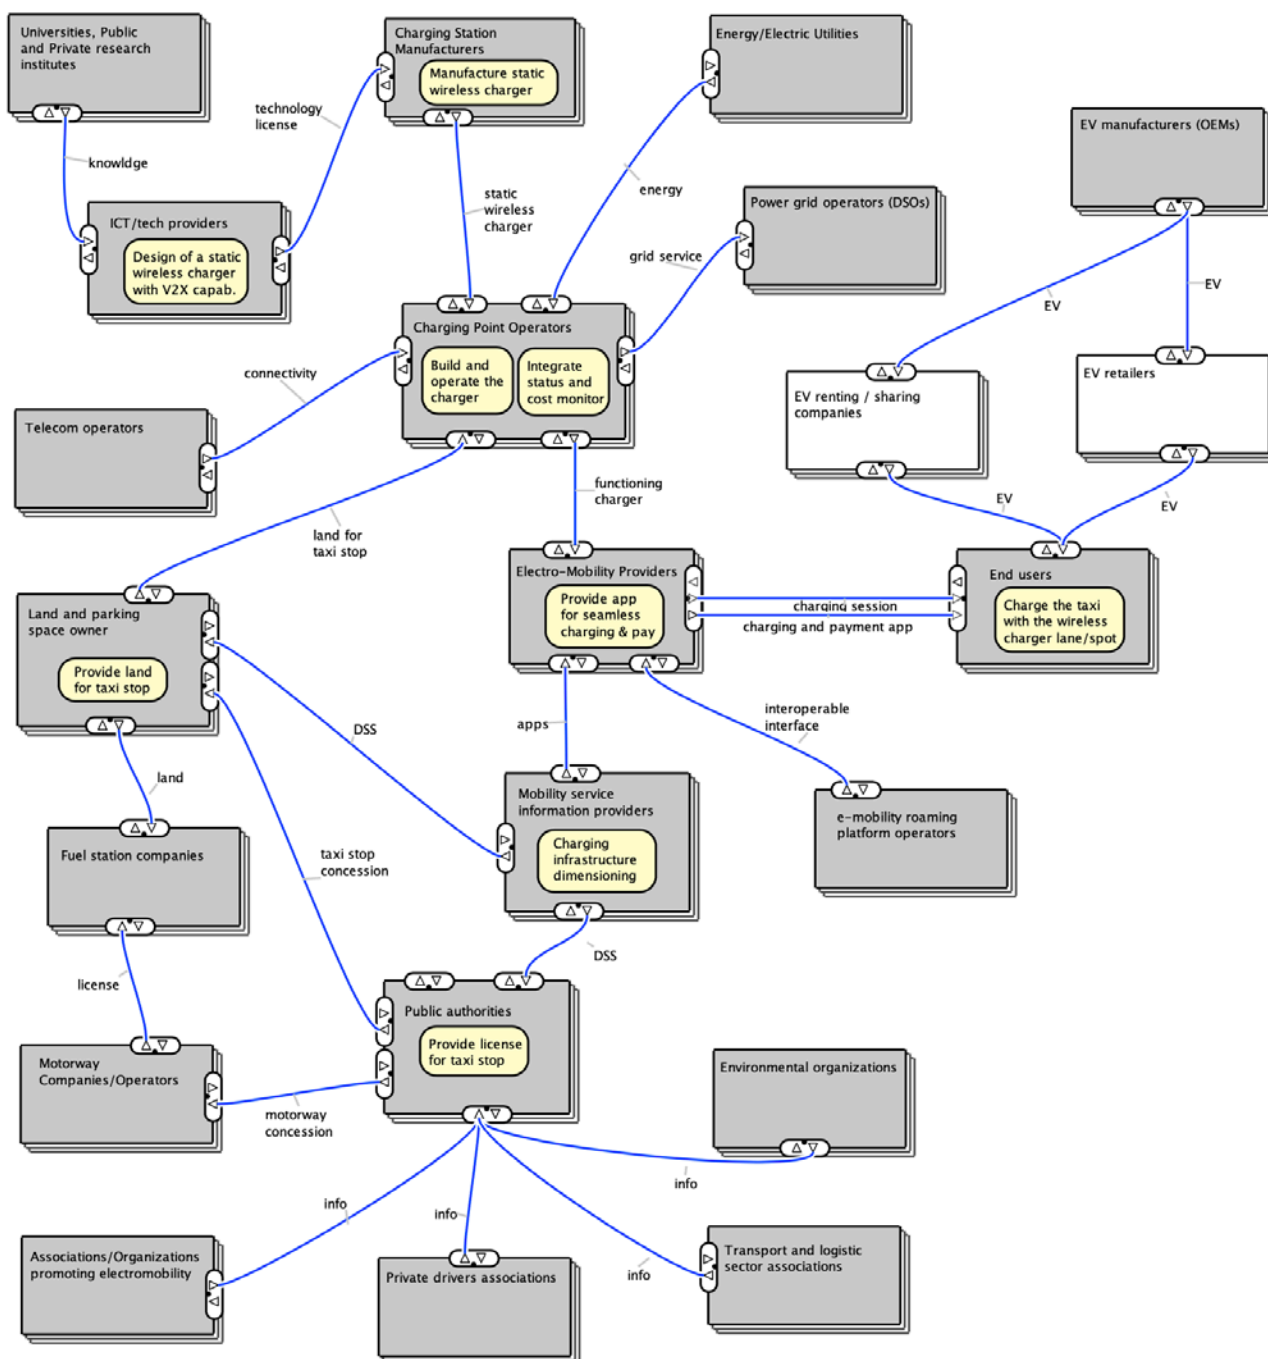 Universities, Public
and Private research
institutes
Charging Station
Manufacturers
Manufacture static
wireless charger
Energy/Electric Utilities
EV manufacturers (OEMs)
technology
license
knowldge
static
wireless
charger
energy
Power grid operators (DSOs)
ICT/tech providers
Design of a static
wireless charger
with V2X capab.
grid service
EV
EV
Charging Point Operators
Build and
operate the
charger
Integrate
status and
cost monitor
connectivity
EV renting / sharing
companies
EV retailers
Telecom operators
functioning
charger
EV
EV
land for
taxi stop
Electro-Mobility Providers
Provide app
for seamless
charging & pay
charging session
charging and payment app
End users
Charge the taxi
with the wireless
charger lane/spot
Land and parking
space owner
Provide land
for taxi stop
DSS
apps
interoperable
interface
land
Mobility service
information providers
Charging
infrastructure
dimensioning
e-mobility roaming
platform operators
Fuel station companies
taxi stop
concession
DSS
license
Public authorities
Provide license
for taxi stop
Motorway
Companies/Operators
motorway
concession
Environmental organizations
info
info
info
info
Associations/Organizations
promoting electromobility
Private drivers associations
Transport and logistic
sector associations